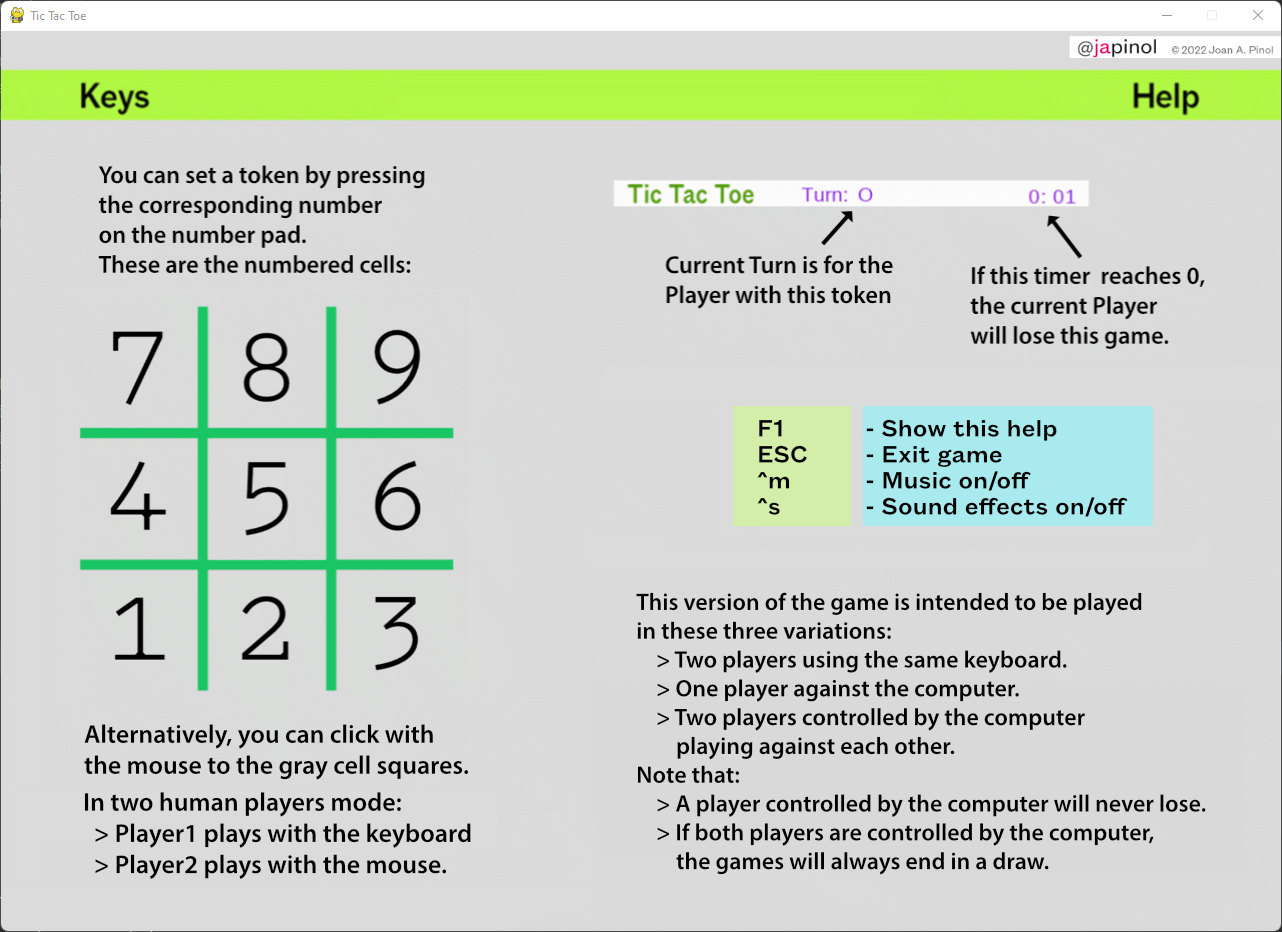 Tic Tac Toe
@japinol © 2022 Joan A. Pinol
Keys
Help
You can set a token by pressing
the corresponding number
on the number pad.
These are the numbered cells:
7 8 9
4 5 6
1 2 3
Alternatively, you can click with
the mouse to the gray cell squares.
In two human players mode:
> Player1 plays with the keyboard
> Player2 plays with the mouse.
Tic Tac Toe Turn: O 0: 01
Current Turn is for the
Player with this token
If this timer reaches 0,
the current Player
will lose this game.
F1 - Show this help
ESC - Exit game
^m - Music on/off
^s - Sound effects on/off
This version of the game is intended to be played
in these three variations:
> Two players using the same keyboard.
> One player against the computer.
> Two players controlled by the computer
playing against each other.
Note that:
> A player controlled by the computer will never lose.
> If both players are controlled by the computer,
the games will always end in a draw.